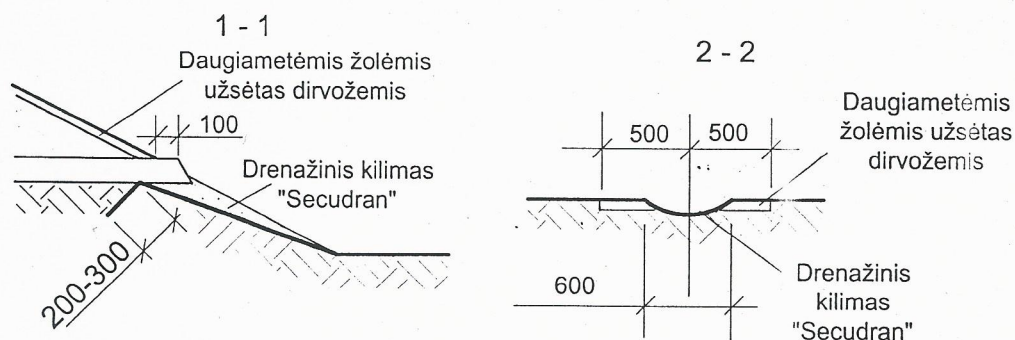 1 - 1
Daugiametėmis žolėmis
užsėtas dirvožemis
100
Drenažinis kilimas
"Secudran"
200-300
2 - 2
500
500
Daugiametėmis
žolėmis užsėtas
dirvožemis
600
Drenažinis
kilimas
"Secudran"